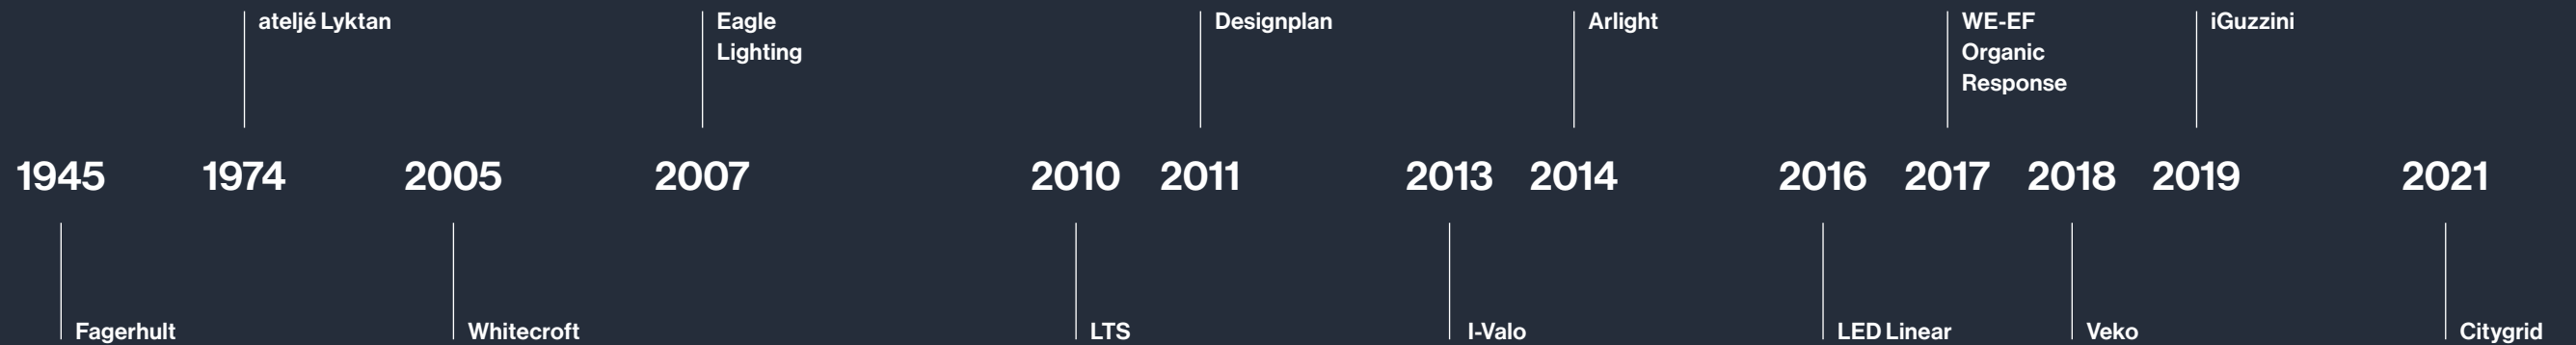 ateljé Lyktan
Eagle
Lighting
Designplan
Arlight
WE-EF
Organic
Response
iGuzzini
1945
1974
2005
2007
2010
2011
2013
2014
2016
2017
2018
2019
2021
Fagerhult
Whitecroft
LTS
I-Valo
LED Linear
Veko
Citygrid